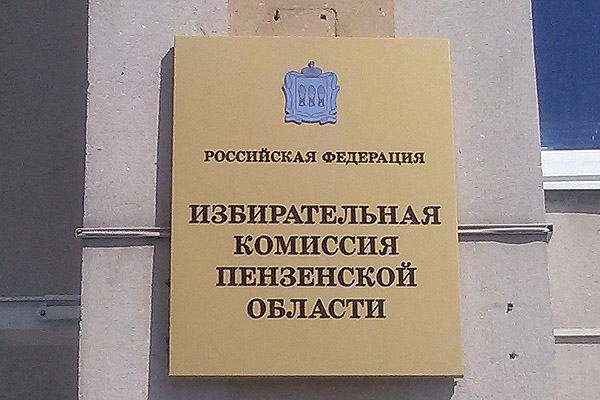 РОССИЙСКАЯ ФЕДЕРАЦИЯ
ИЗБИРАТЕЛЬНАЯ
КОМИССИЯ
ПЕНЗЕНСКОЙ
ОБЛАСТИ